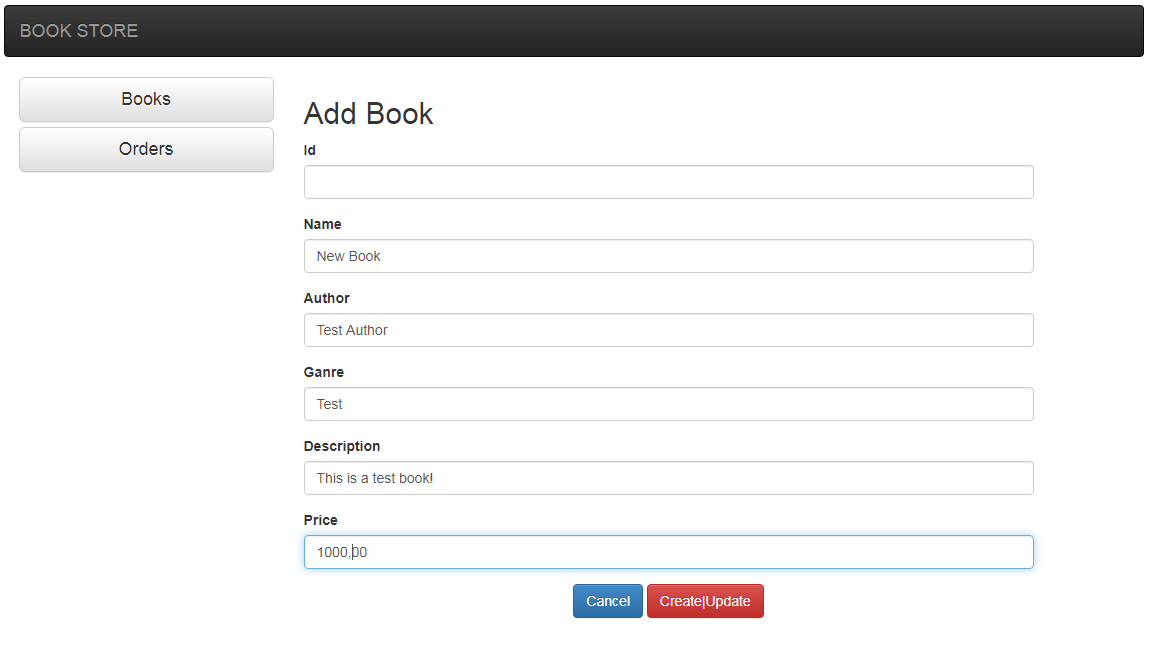 BOOK STORE
Books
Orders
Add Book
Id
Name
New Book
Author
Test Author
Ganre
Test
Description
This is a test book!
Price
1000,00
Cancel
Create|Update